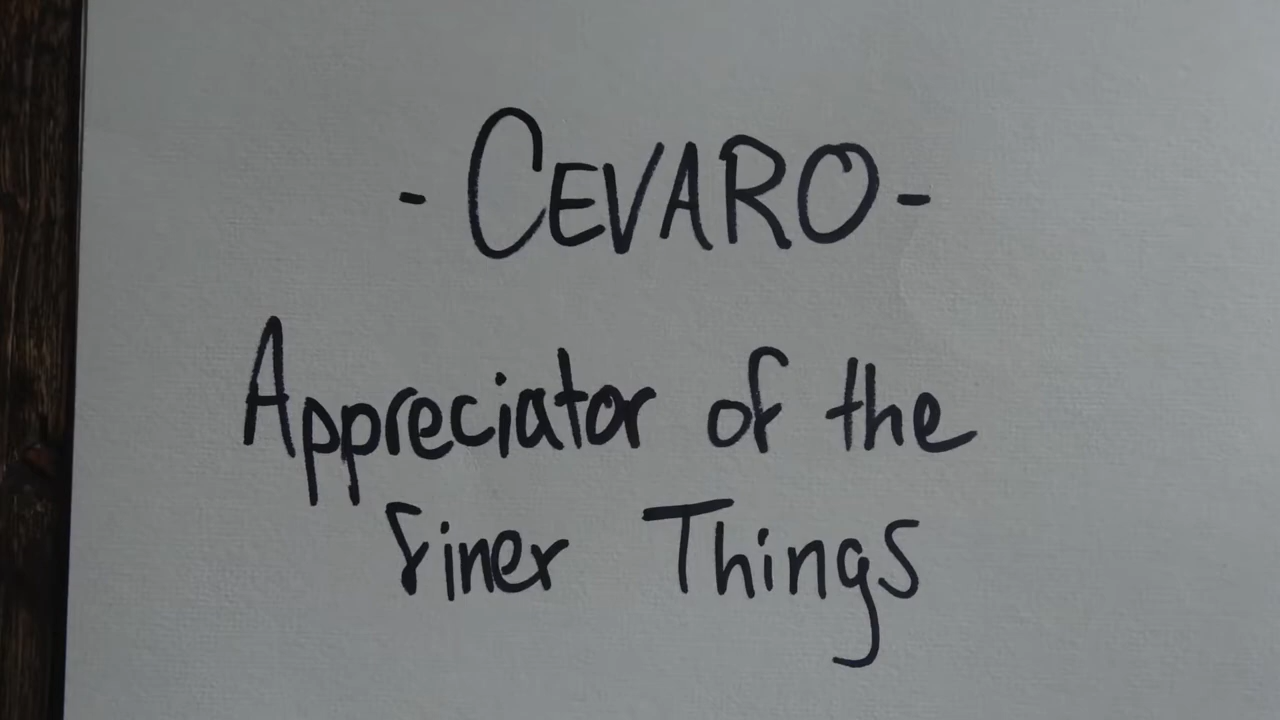 - CEVARO -
Appreciator of the
Finer Things